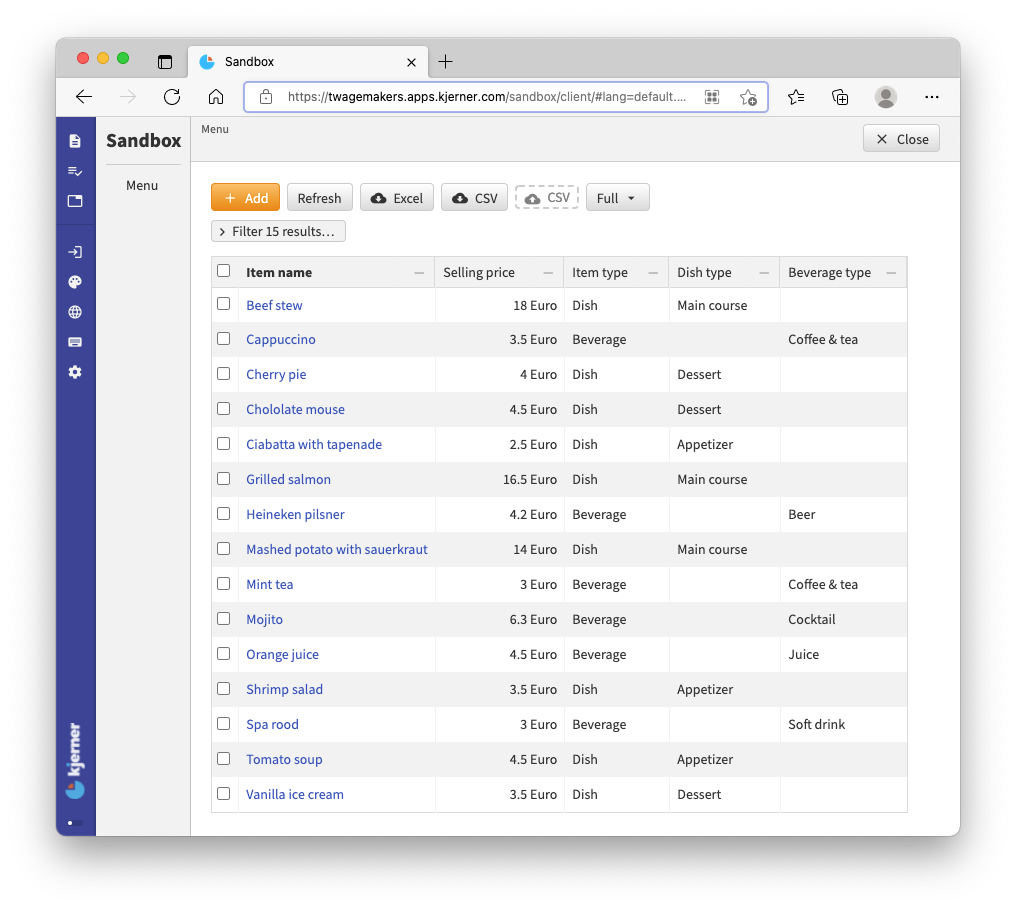 Sandbox
https://twagemakers.apps.kjerner.com/sandbox/client/#lang=default....
Sandbox
Menu
Menu
Close
Add Refresh Excel CSV CSV Full
Filter 15 results...
Item name Selling price Item type Dish type Beverage type
Beef stew 18 Euro Dish Main course
Cappuccino 3.5 Euro Beverage Coffee & tea
Cherry pie 4 Euro Dish Dessert
Chololate mouse 4.5 Euro Dish Dessert
Ciabatta with tapenade 2.5 Euro Dish Appetizer
Grilled salmon 16.5 Euro Dish Main course
Heineken pilsner 4.2 Euro Beverage Beer
Mashed potato with sauerkraut 14 Euro Dish Main course
Mint tea 3 Euro Beverage Coffee & tea
Mojito 6.3 Euro Beverage Cocktail
Orange juice 4.5 Euro Beverage Juice
Shrimp salad 3.5 Euro Dish Appetizer
Spa rood 3 Euro Beverage Soft drink
Tomato soup 4.5 Euro Dish Appetizer
Vanilla ice cream 3.5 Euro Dish Dessert
kjerner